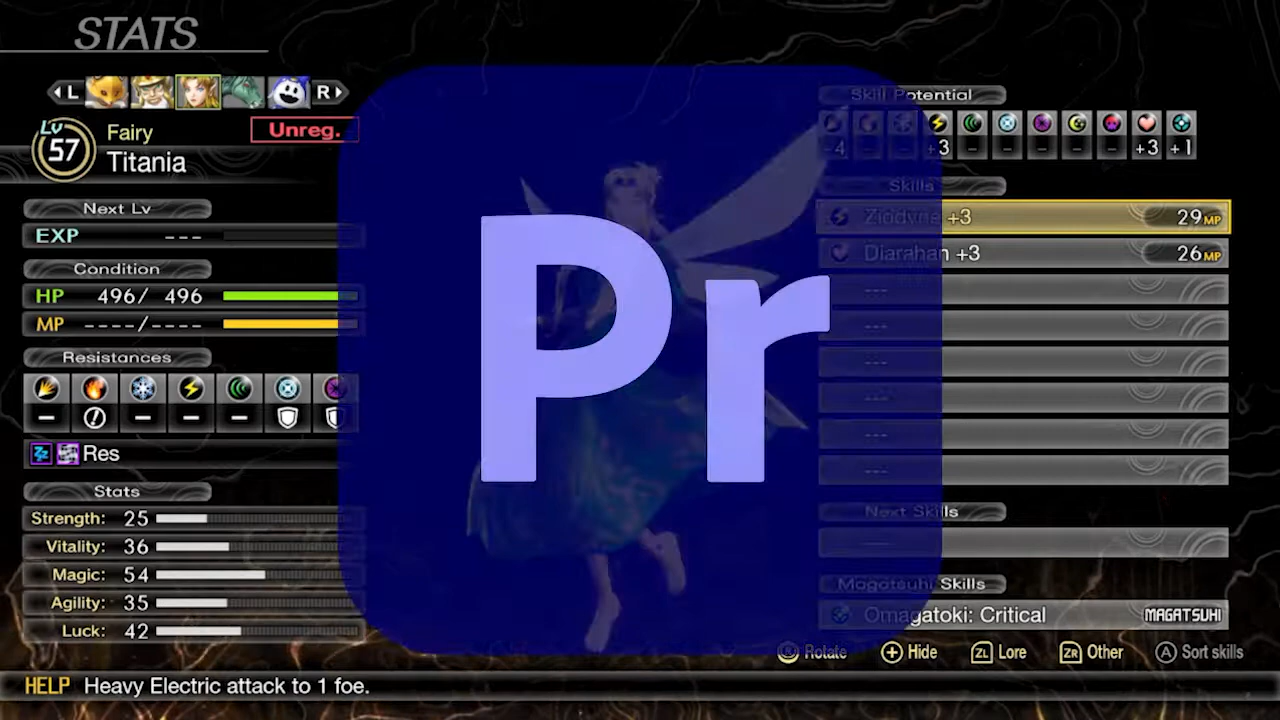 STATS
L R
Lv 57
Fairy
Unreg.
Titania
Next Lv
EXP ---
Condition
HP 496/ 496
MP ----/----
Resistances
Res
Stats
Strength: 25
Vitality: 36
Magic: 54
Agility: 35
Luck: 42
Pr
Skill Potential
-4 - - +3 - - - - - +3 +1
Skills
Ziodyne +3 29MP
Diarahan +3 26MP
---
---
---
---
---
---
Next Skills
Magatsuhi Skills
Omagatoki: Critical MAGATSUHI
Rotate + Hide ZL Lore ZR Other A Sort skills
HELP Heavy Electric attack to 1 foe.